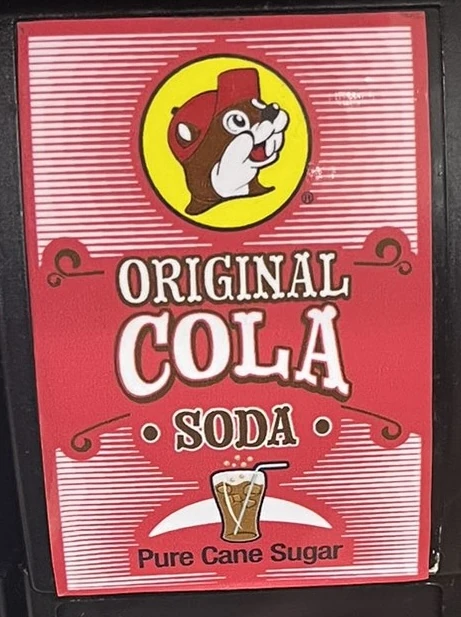 ORIGINAL
COLA
• SODA •
Pure Cane Sugar